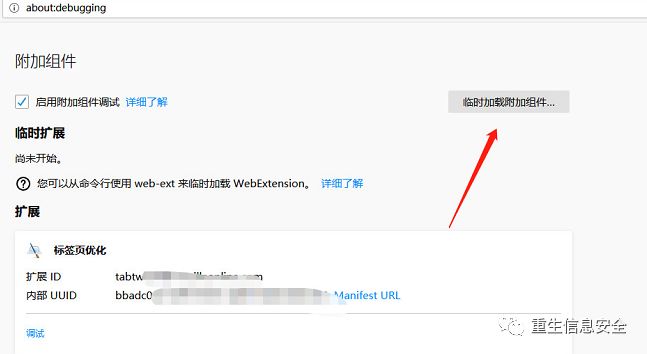 about:debugging
附加组件
启用附加组件调试 详细了解
临时加载附加组件...
临时扩展
尚未开始。
您可以从命令行使用 web-ext 来临时加载 WebExtension。 详细了解
扩展
标签页优化
扩展 ID
内部 UUID Manifest URL
调试
重生信息安全